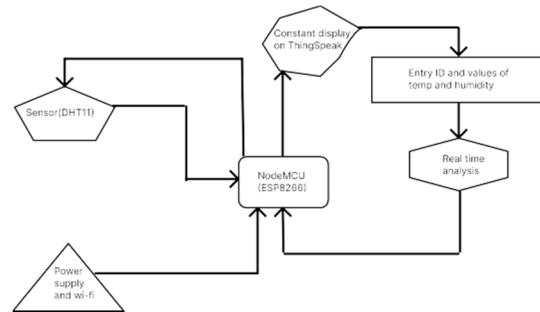 Constant display
on ThingSpeak
Entry ID and values of
temp and humidity
Sensor(DHT11)
Real time
analysis
NodeMCU
(ESP8266)
Power
supply
and wi-fi